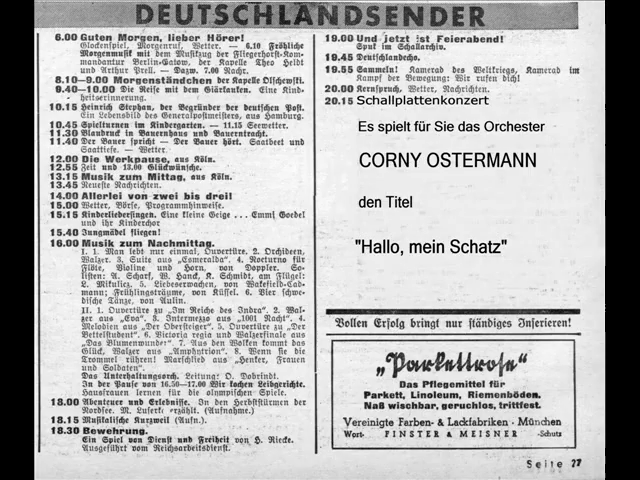 DEUTSCHLANDSENDER
6.00 Guten Morgen, lieber Hörer!
Glockenspiel, Morgenruf, Wetter. — 6.10 Fröhliche
Morgenmusik mit dem Musikzug der Fliegerhorst-Kom-
mandantur Berlin-Gatow, der Kapelle Theo Heldt
und Arthur Prell. — Dazw. 7.00 Nachr.
8.10—9.00 Morgenständchen der Kapelle Olschewski.
9.40—10.00 Die Reise mit dem Giärkauten. Eine Kin-
dheitserinnerung.
10.15 Heinrich Stephan, der Begründer der deutschen Post.
Ein Lebensbild des Generalpostmeisters, aus Hamburg.
10.45 Spielturnen im Kindergarten. — 11.15 Seewetter.
11.30 Blaudruck in Bauernhaus und Bauerntracht.
11.40 Der Bauer spricht — Der Bauer hört. Saatbeet und
Saattiefe. — Wetter.
12.00 Die Werkpause, aus Köln.
12.55 Zeit und 13.00 Glückwünsche.
13.15 Musik zum Mittag, aus Köln.
13.45 Neueste Nachrichten.
14.00 Allerlei von zwei bis drei!
15.00 Wetter, Börse, Programmhinweise.
15.15 Kinderliedersingen. Eine kleine Geige ... Emmi Goedel
und ihr Kinderchor
15.40 Jungmädel fliegen!
16.00 Musik zum Nachmittag.
I. 1. Man lebt nur einmal, Ouvertüre. 2. Orchideen,
Walzer. 3. Suite aus „Esmeralda“. 4. Notturno für
Flöte, Violine und Horn, von Doppler. So-
listen: A. Scharf, W. Hanck, K. Schmidt, am Flügel:
L. Mikulicz. 5. Liebeserwachen, von Wakefield-Cad-
mann; Frühlingsträume, von Küssel. 6. Vier schwe-
dische Tänze, von Aulin.
II. 1. Ouvertüre zu „Im Reiche des Indra“. 2. Wal-
zer aus „Eva“. 3. Intermezzo aus „1001 Nacht“. 4.
Melodien aus „Der Obersteiger“. 5. Ouvertüre zu „Der
Bettelstudent“. 6. Victoria regia und Walzerfinale aus
„Das Blumenwunder“. 7. Aus den Wolken kommt das
Glück, Walzer aus „Amphitrion“. 8. Wenn sie die
Trommel rühren! Marschlied aus „Henker, Frauen
und Soldaten“.
Das Unterhaltungsorch. Leitung: O. Dobrindt.
In der Pause von 16.50—17.00 Wir kochen Leibgerichte.
Hausfrauen lernen für die olympischen Spiele.
18.00 Abenteuer und Erlebnisse. In den Herbststürmen der
Nordsee. M. Luserke erzählt. (Aufnahme.)
18.15 Musikalische Kurzweil (Aufn.).
18.30 Bewehrung.
Ein Spiel von Dienst und Freiheit von H. Riecke.
Ausgeführt vom Reichsarbeitsdienst.
19.00 Und jetzt ist Feierabend!
Spuk im Schallarchiv.
19.45 Deutschlandecho.
19.55 Sammeln! Kamerad des Weltkriegs, Kamerad im
Kampf der Bewegung: Wir rufen dich!
20.00 Kernspruch, Wetter, Nachrichten.
20.15 Schallplattenkonzert
Es spielt für Sie das Orchester
CORNY OSTERMANN
den Titel
"Hallo, mein Schatz"
Vollen Erfolg bringt nur ständiges Inserieren!
„Parkettrose“
Das Pflegemittel für
Parkett, Linoleum, Riemenböden.
Naß wischbar, geruchlos, trittfest.
Vereinigte Farben- & Lackfabriken · München
Wort- FINSTER & MEISNER -Schutz
Seite 27